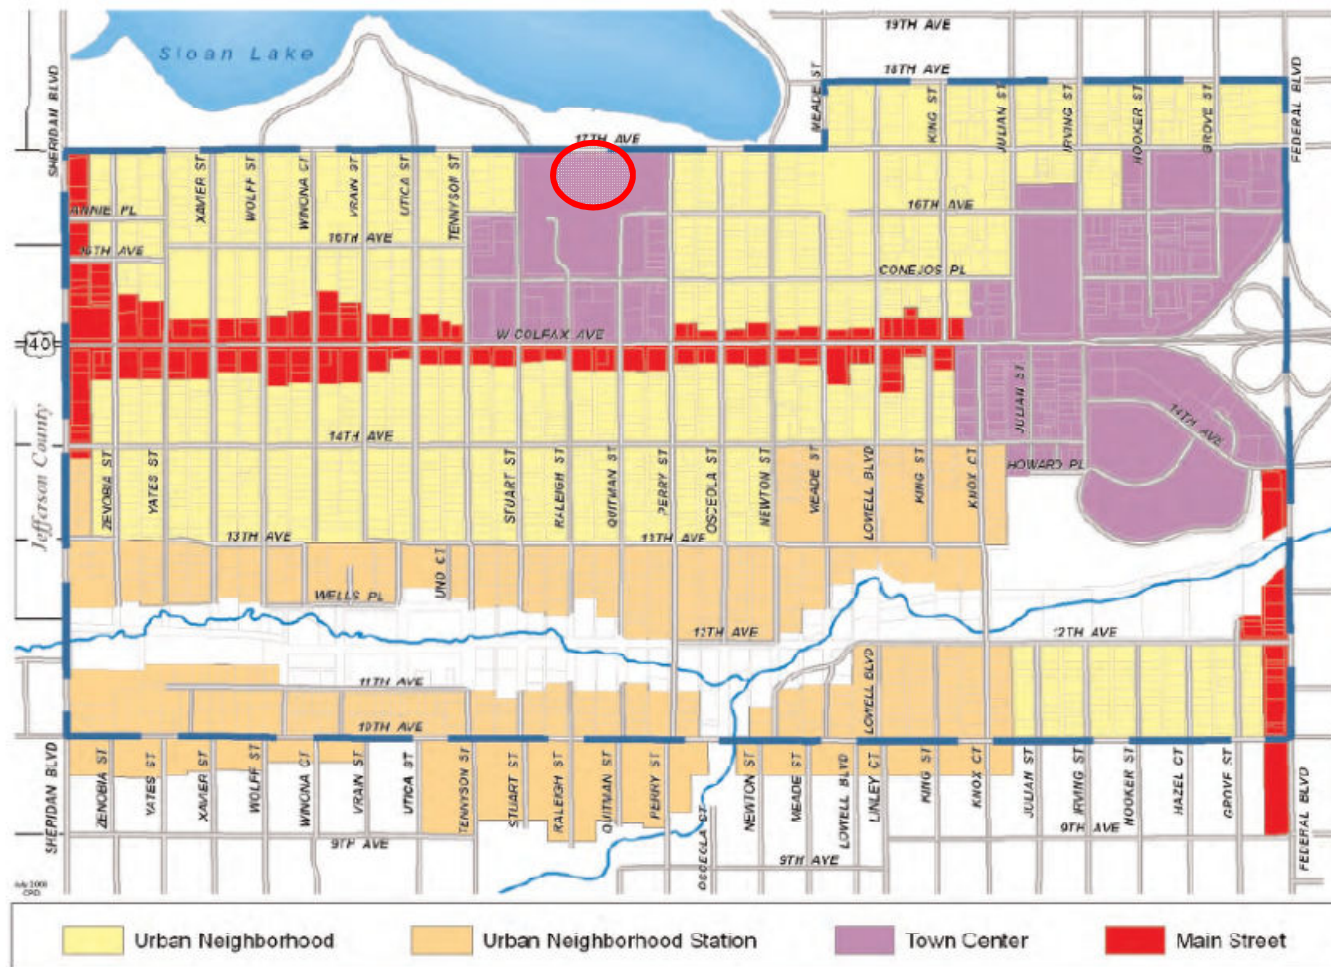 19TH AVE
Sloan Lake
18TH AVE
SHERIDAN BLVD
MEADE ST
KING ST
JULIAN ST
IRVING ST
HOOKER ST
GROVE ST
FEDERAL BLVD
17TH AVE
XAVIER ST
WOLFF ST
WINONA CT
VRAIN ST
UTICA ST
TENNYSON ST
ANNIE PL
16TH AVE
16TH AVE
16TH AVE
CONEJOS PL
W COLFAX AVE
40
JULIAN ST
14TH AVE
Jefferson County
14TH AVE
HOWARD PL
ZENOBIA ST
YATES ST
STUART ST
RALEIGH ST
QUITMAN ST
PERRY ST
OSCEOLA ST
NEWTON ST
MEADE ST
LOWELL BLVD
KING ST
KNOX CT
13TH AVE
13TH AVE
UNO CT
WELLS PL
12TH AVE
12TH AVE
LOWELL BLVD
11TH AVE
10TH AVE
SHERIDAN BLVD
ZENOBIA ST
YATES ST
XAVIER ST
WOLFF ST
WINONA CT
VRAIN ST
UTICA ST
TENNYSON ST
STUART ST
RALEIGH ST
QUITMAN ST
PERRY ST
OSCEOLA CT
NEWTON ST
MEADE ST
LOWELL BLVD
LINLEY CT
KING ST
KNOX CT
JULIAN ST
IRVING ST
HOOKER ST
HAZEL CT
GROVE ST
FEDERAL BLVD
9TH AVE
9TH AVE
9TH AVE
CPD
Urban Neighborhood
Urban Neighborhood Station
Town Center
Main Street